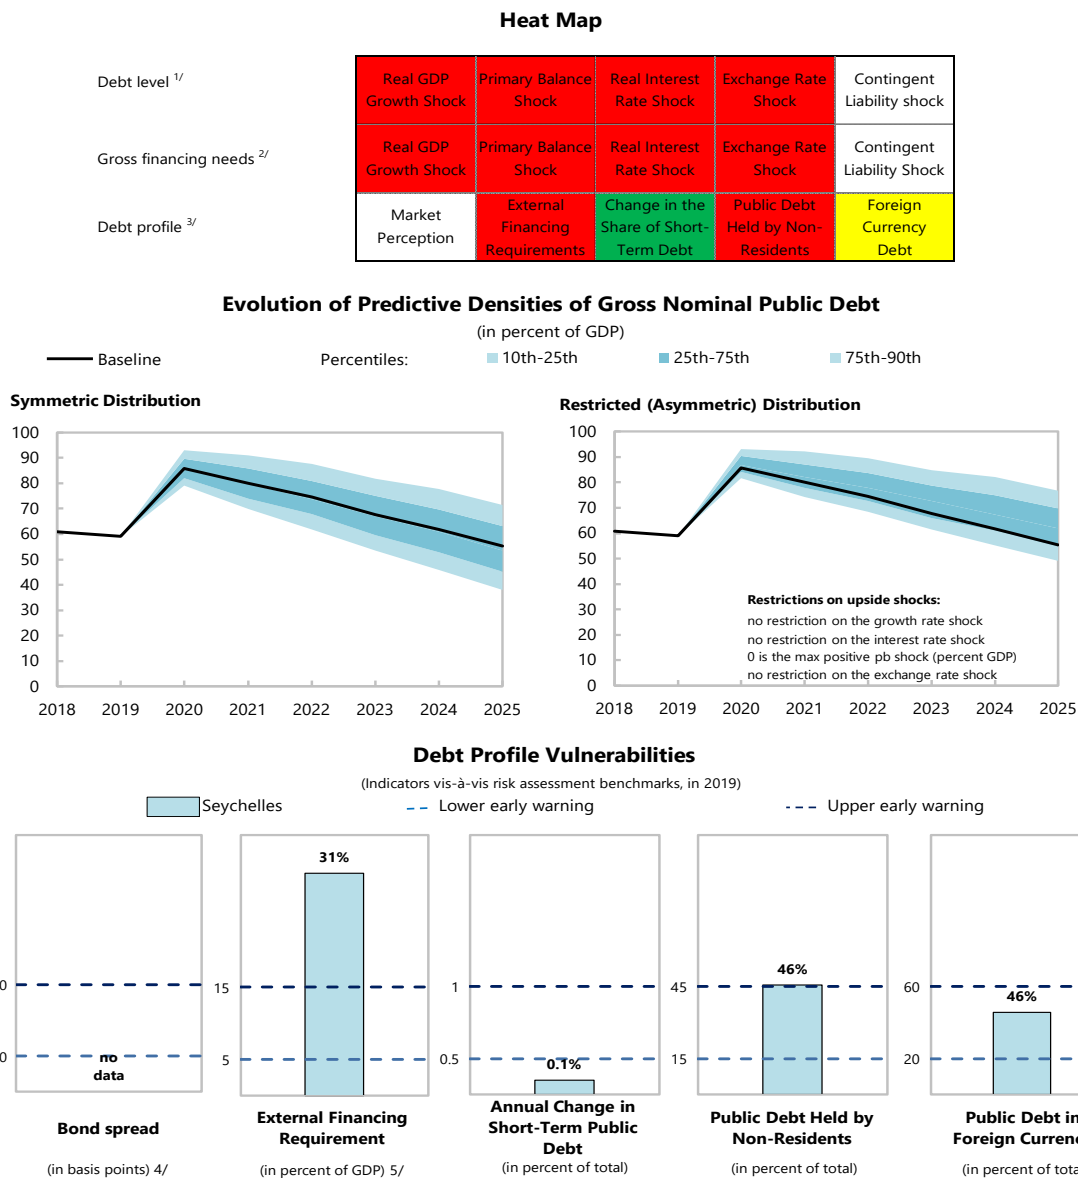 Heat Map
Debt level 1/
Real GDP Growth Shock
Primary Balance Shock
Real Interest Rate Shock
Exchange Rate Shock
Contingent Liability shock
Gross financing needs 2/
Real GDP Growth Shock
Primary Balance Shock
Real Interest Rate Shock
Exchange Rate Shock
Contingent Liability Shock
Debt profile 3/
Market Perception
External Financing Requirements
Change in the Share of Short-Term Debt
Public Debt Held by Non-Residents
Foreign Currency Debt
Evolution of Predictive Densities of Gross Nominal Public Debt
(in percent of GDP)
Baseline Percentiles: 10th-25th 25th-75th 75th-90th
Symmetric Distribution
100
90
80
70
60
50
40
30
20
10
0
2018 2019 2020 2021 2022 2023 2024 2025
Restricted (Asymmetric) Distribution
100
90
80
70
60
50
40
30
20
10
0
Restrictions on upside shocks:
no restriction on the growth rate shock
no restriction on the interest rate shock
0 is the max positive pb shock (percent GDP)
no restriction on the exchange rate shock
2018 2019 2020 2021 2022 2023 2024 2025
Debt Profile Vulnerabilities
(Indicators vis-à-vis risk assessment benchmarks, in 2019)
Seychelles Lower early warning Upper early warning
0
0
no
data
Bond spread
(in basis points) 4/
31%
15
5
External Financing
Requirement
(in percent of GDP) 5/
1
0.5
0.1%
Annual Change in
Short-Term Public
Debt
(in percent of total)
46%
45
15
Public Debt Held by
Non-Residents
(in percent of total)
60
46%
20
Public Debt in
Foreign Currenc
(in percent of tota